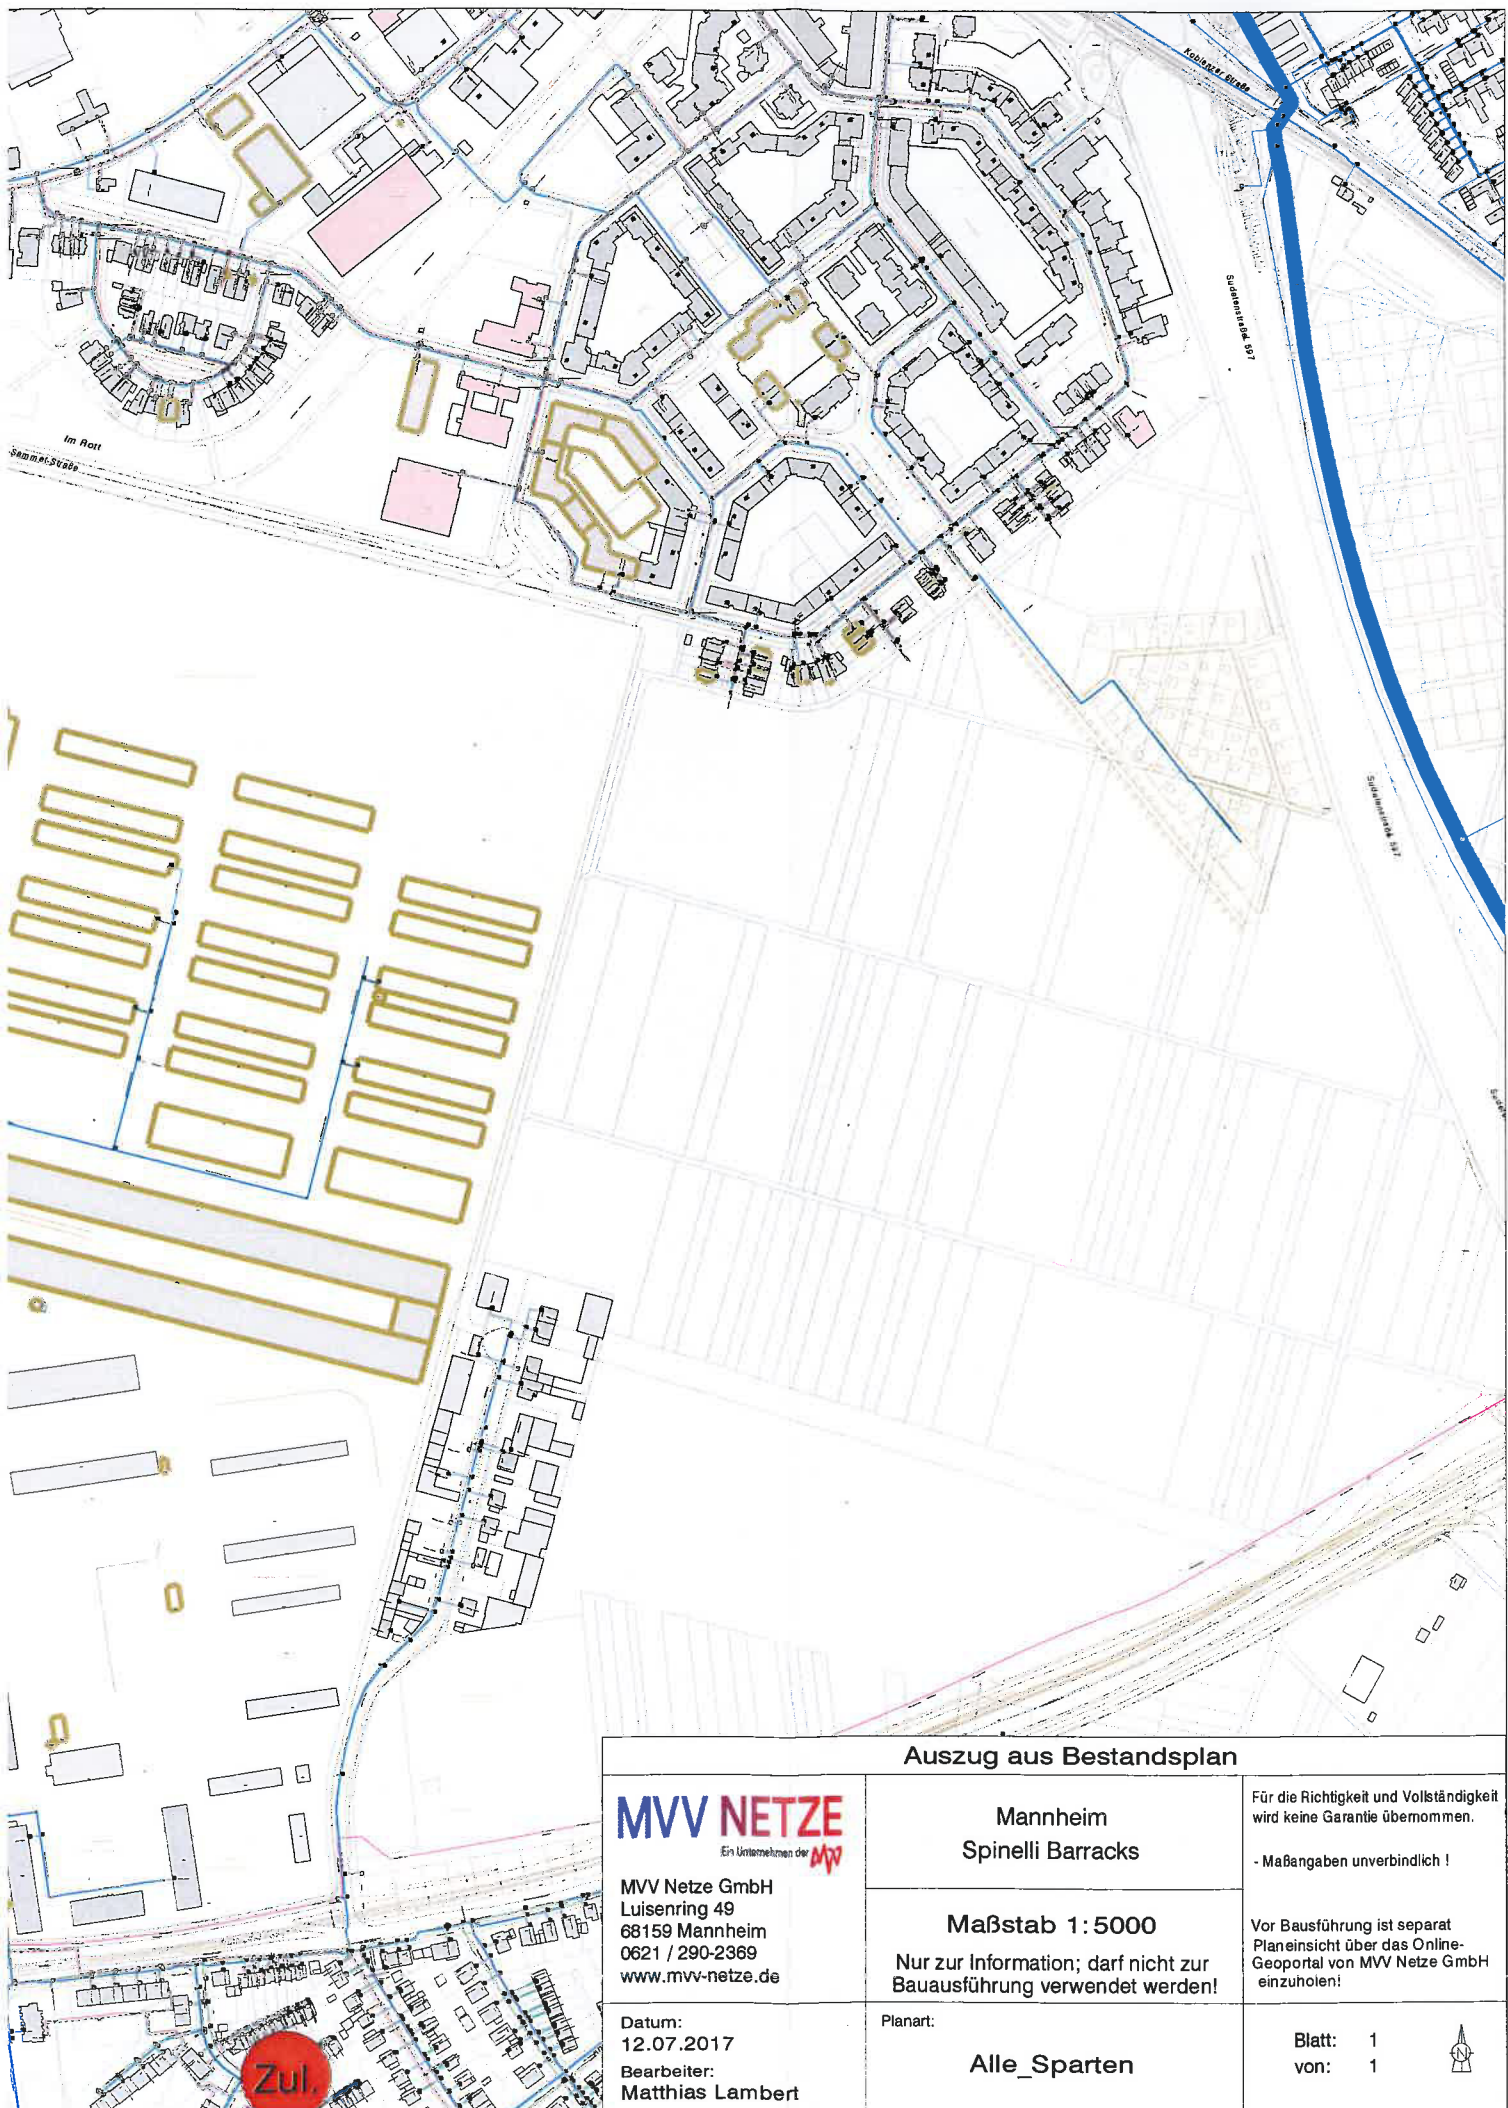 Koblenzer Straße
Sudetenstraße 597
Im Rott
Sammet-Straße
Sudetenstraße 597
Auszug aus Bestandsplan
MVV NETZE
Ein Unternehmen der MVV
MVV Netze GmbH
Luisenring 49
68159 Mannheim
0621 / 290-2369
www.mvv-netze.de
Mannheim
Spinelli Barracks
Maßstab 1:5000
Nur zur Information; darf nicht zur
Bauausführung verwendet werden!
Für die Richtigkeit und Vollständigkeit
wird keine Garantie übernommen.
- Maßangaben unverbindlich !
Vor Bausführung ist separat
Planeinsicht über das Online-
Geoportal von MVV Netze GmbH
einzuholen!
Datum:
12.07.2017
Bearbeiter:
Matthias Lambert
Planart:
Alle_Sparten
Blatt: 1
von: 1
N
Zul.